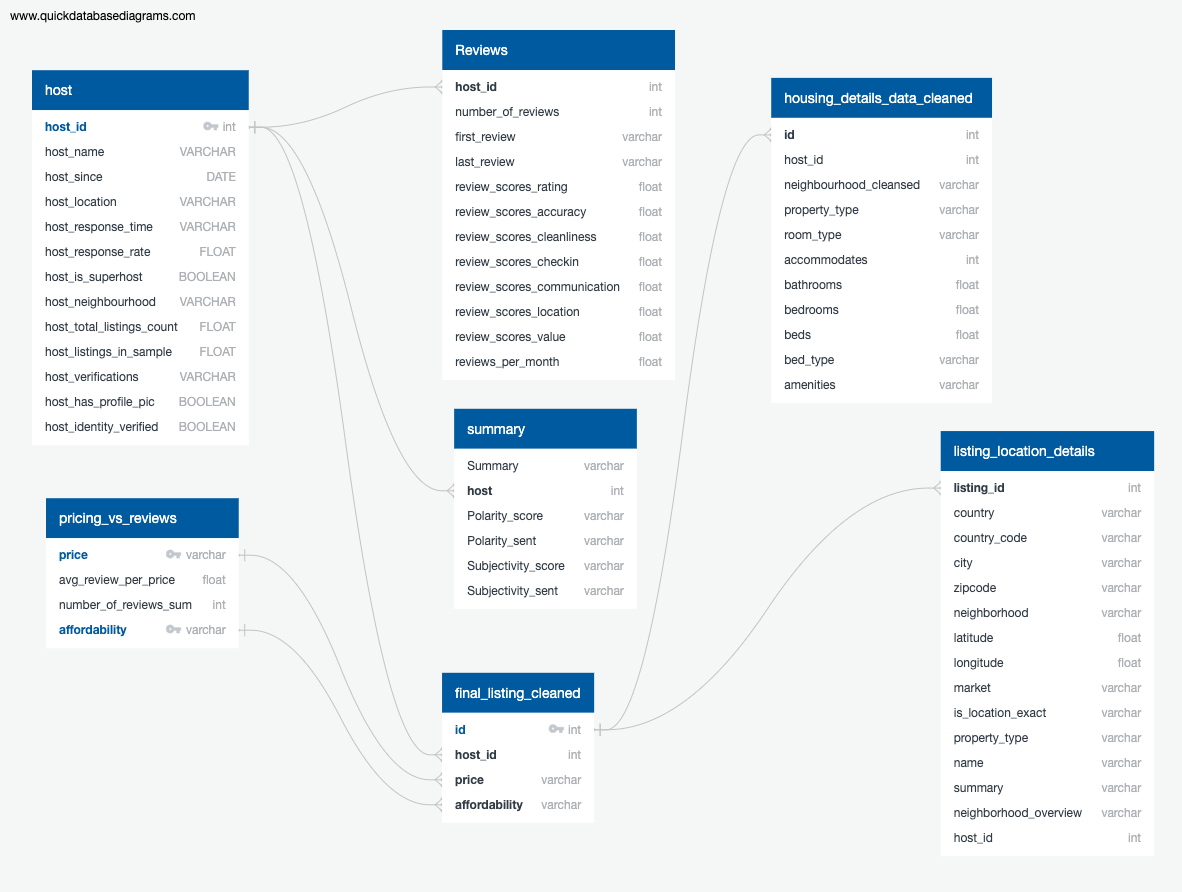 www.quickdatabasediagrams.com
host
host_id int
host_name VARCHAR
host_since DATE
host_location VARCHAR
host_response_time VARCHAR
host_response_rate FLOAT
host_is_superhost BOOLEAN
host_neighbourhood VARCHAR
host_total_listings_count FLOAT
host_listings_in_sample FLOAT
host_verifications VARCHAR
host_has_profile_pic BOOLEAN
host_identity_verified BOOLEAN
Reviews
host_id int
number_of_reviews int
first_review varchar
last_review varchar
review_scores_rating float
review_scores_accuracy float
review_scores_cleanliness float
review_scores_checkin float
review_scores_communication float
review_scores_location float
review_scores_value float
reviews_per_month float
housing_details_data_cleaned
id int
host_id int
neighbourhood_cleansed varchar
property_type varchar
room_type varchar
accommodates int
bathrooms float
bedrooms float
beds float
bed_type varchar
amenities varchar
summary
Summary varchar
host int
Polarity_score varchar
Polarity_sent varchar
Subjectivity_score varchar
Subjectivity_sent varchar
listing_location_details
listing_id int
country varchar
country_code varchar
city varchar
zipcode varchar
neighborhood varchar
latitude float
longitude float
market varchar
is_location_exact varchar
property_type varchar
name varchar
summary varchar
neighborhood_overview varchar
host_id int
pricing_vs_reviews
price varchar
avg_review_per_price float
number_of_reviews_sum int
affordability varchar
final_listing_cleaned
id int
host_id int
price varchar
affordability varchar